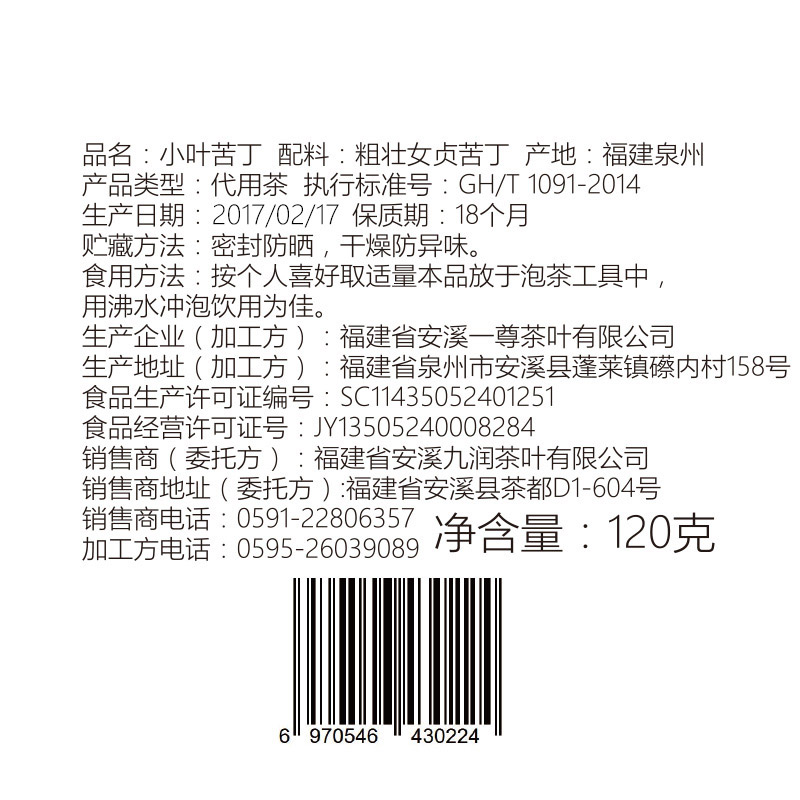 品名：小叶苦丁 配料：粗壮女贞苦丁 产地：福建泉州
产品类型：代用茶 执行标准号：GH/T 1091-2014
生产日期：2017/02/17 保质期：18个月
贮藏方法：密封防晒，干燥防异味。
食用方法：按个人喜好取适量本品放于泡茶工具中，
用沸水冲泡饮用为佳。
生产企业（加工方）：福建省安溪一尊茶叶有限公司
生产地址（加工方）：福建省泉州市安溪县蓬莱镇礤内村158号
食品生产许可证编号：SC11435052401251
食品经营许可证号：JY13505240008284
销售商（委托方）：福建省安溪九润茶叶有限公司
销售商地址（委托方）:福建省安溪县茶都D1-604号
销售商电话：0591-22806357
加工方电话：0595-26039089
净含量：120克
6 970546 430224